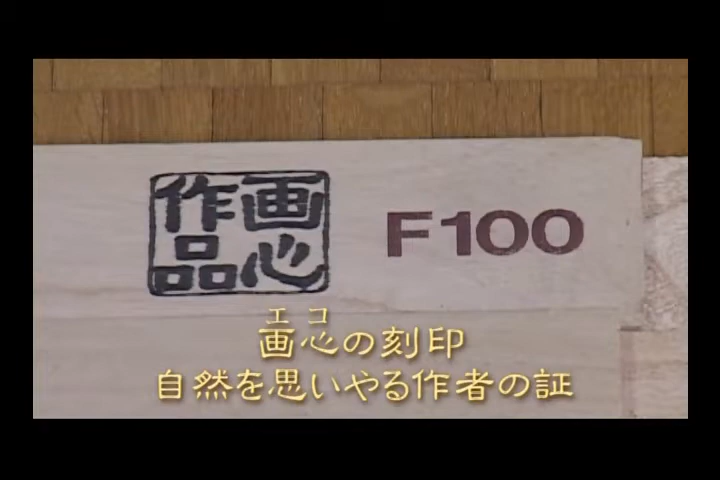 画心
作品
F100
エコ
画心の刻印
自然を思いやる作者の証